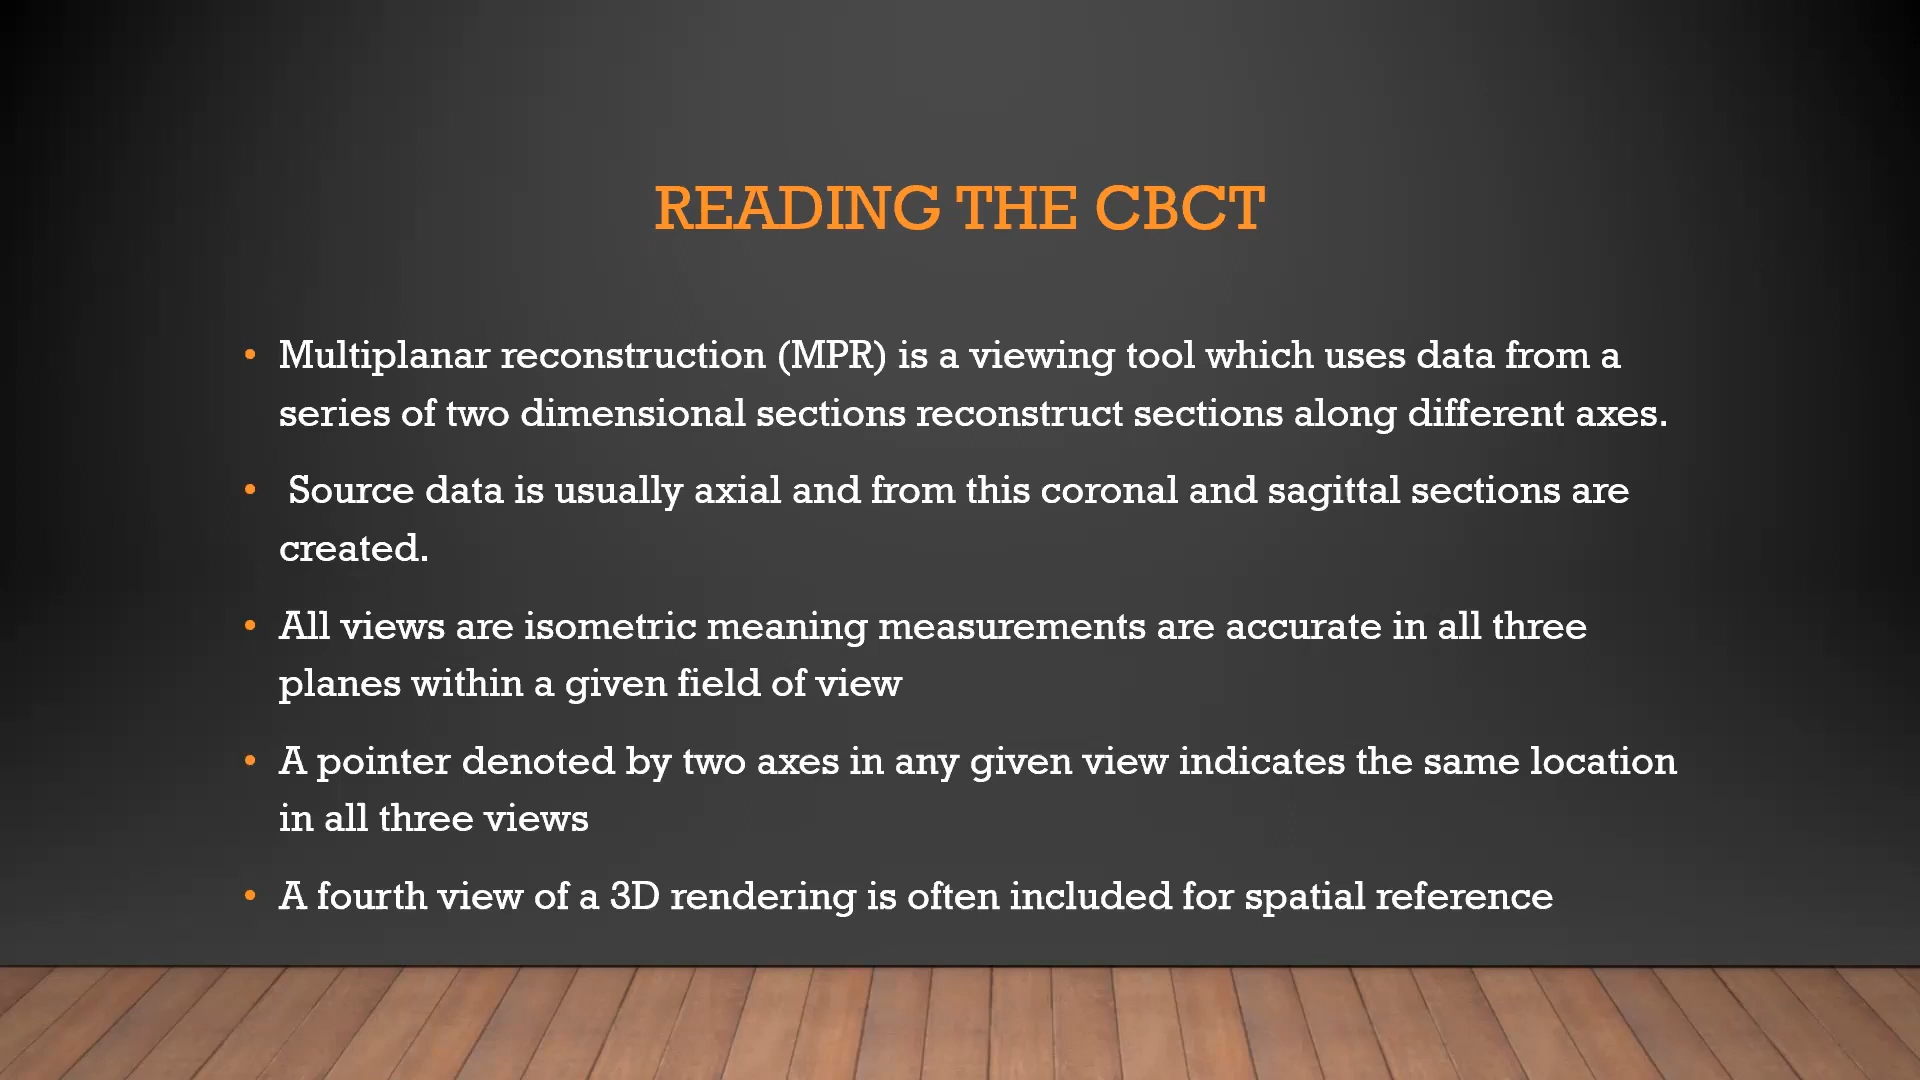 READING THE CBCT
• Multiplanar reconstruction (MPR) is a viewing tool which uses data from a
series of two dimensional sections reconstruct sections along different axes.
• Source data is usually axial and from this coronal and sagittal sections are
created.
• All views are isometric meaning measurements are accurate in all three
planes within a given field of view
• A pointer denoted by two axes in any given view indicates the same location
in all three views
• A fourth view of a 3D rendering is often included for spatial reference